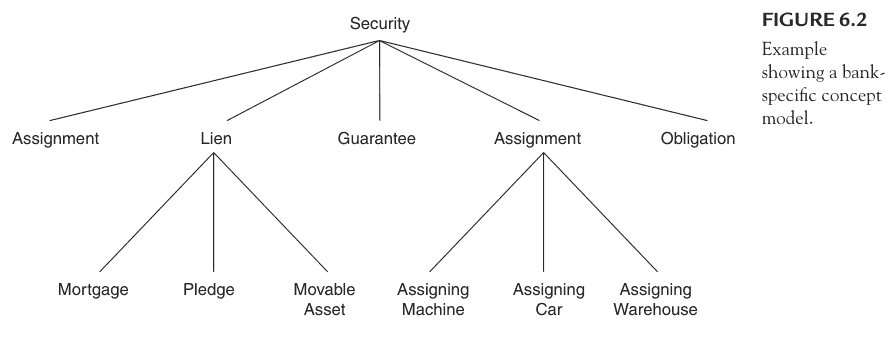 Security
FIGURE 6.2
Example
showing a bank-
specific concept
model.
Assignment
Lien
Guarantee
Assignment
Obligation
Mortgage
Pledge
Movable
Asset
Assigning
Machine
Assigning
Car
Assigning
Warehouse